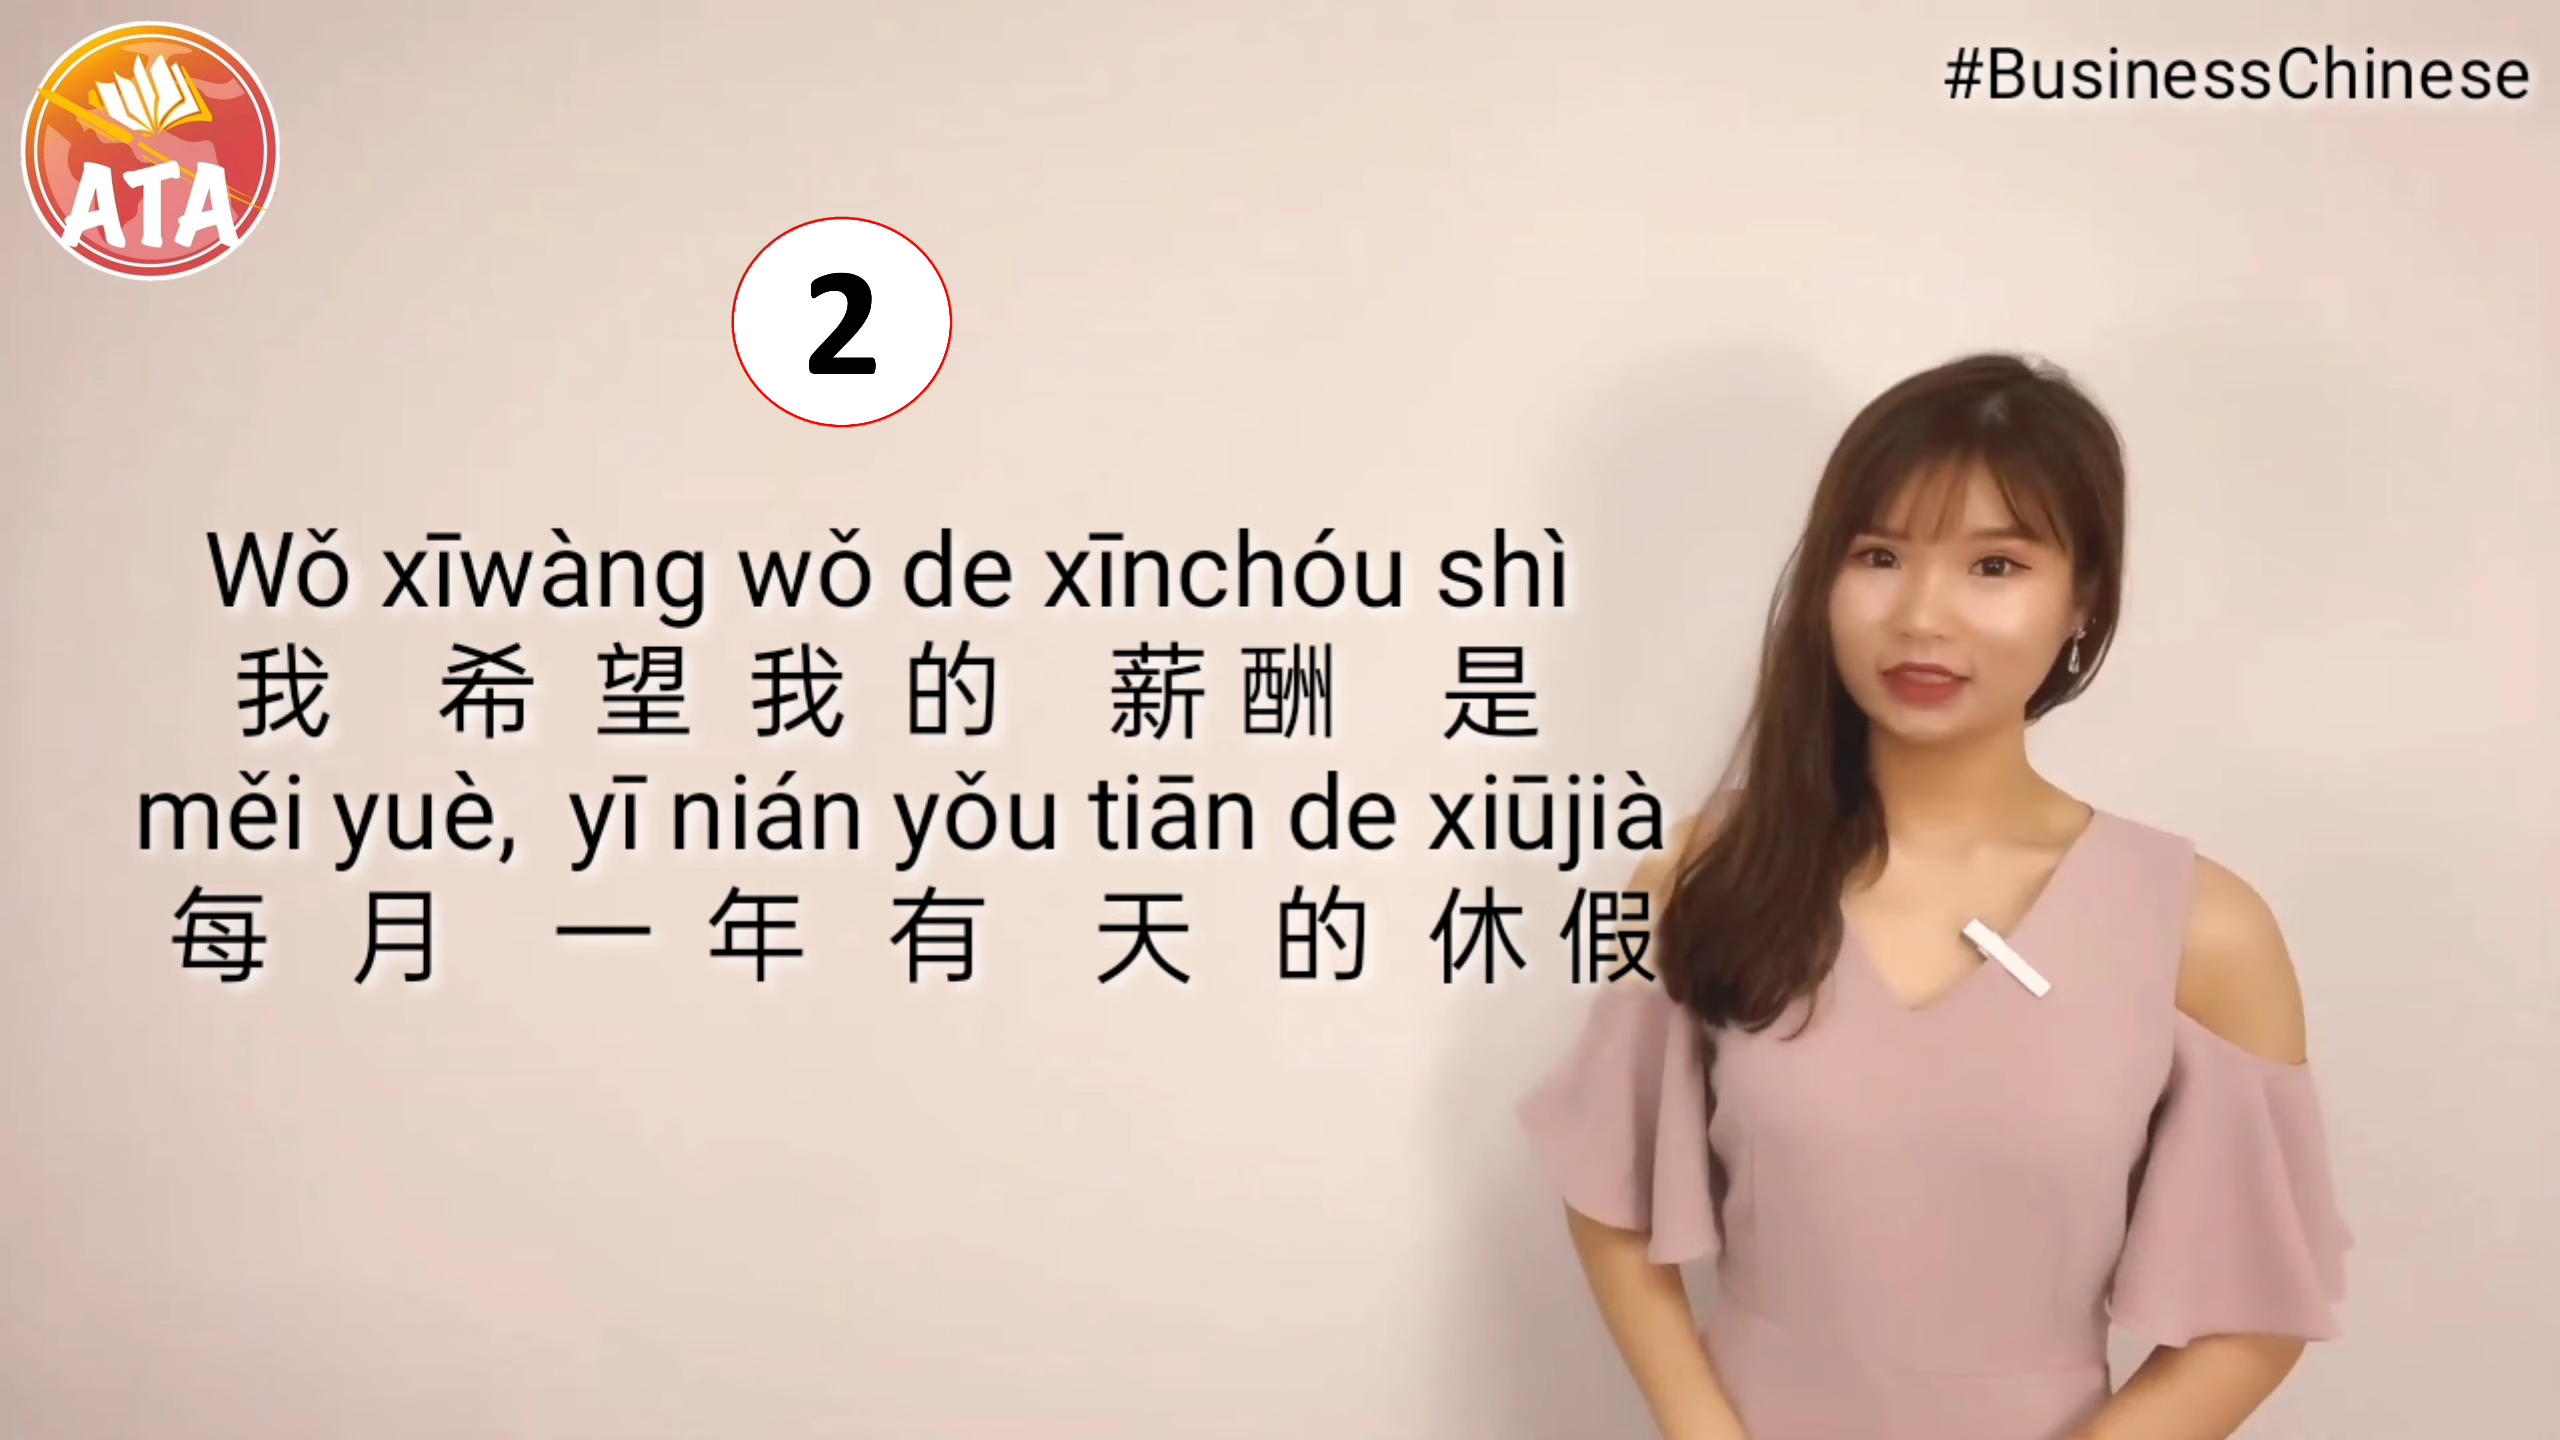 ATA
#BusinessChinese
2
Wǒ xīwàng wǒ de xīnchóu shì
我 希 望 我 的 薪 酬 是
měi yuè, yī nián yǒu tiān de xiūjià
每 月 一 年 有 天 的 休 假